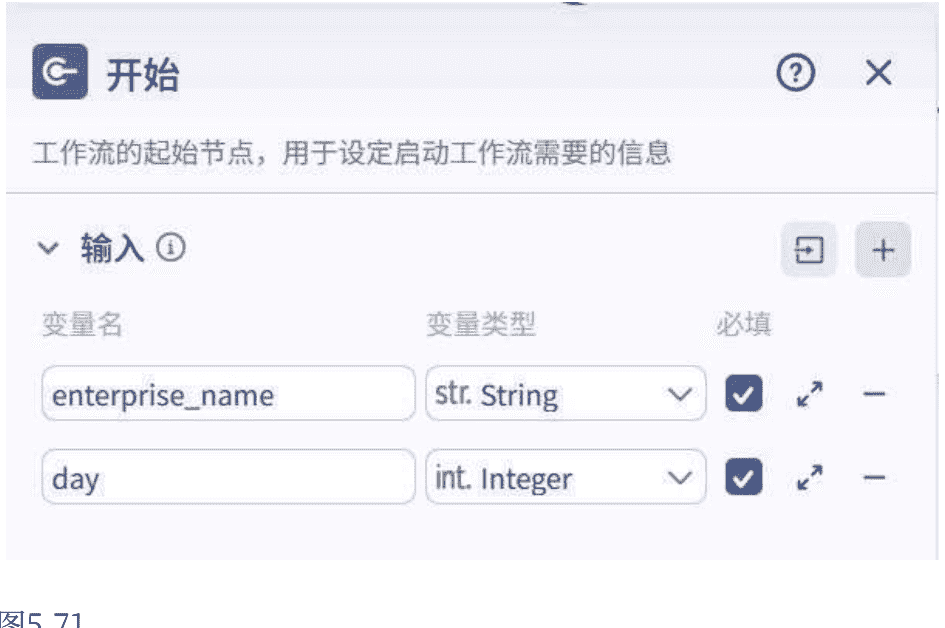 开始
工作流的起始节点，用于设定启动工作流需要的信息
输入
变量名 变量类型 必填
enterprise_name str. String
day int. Integer
图5.71